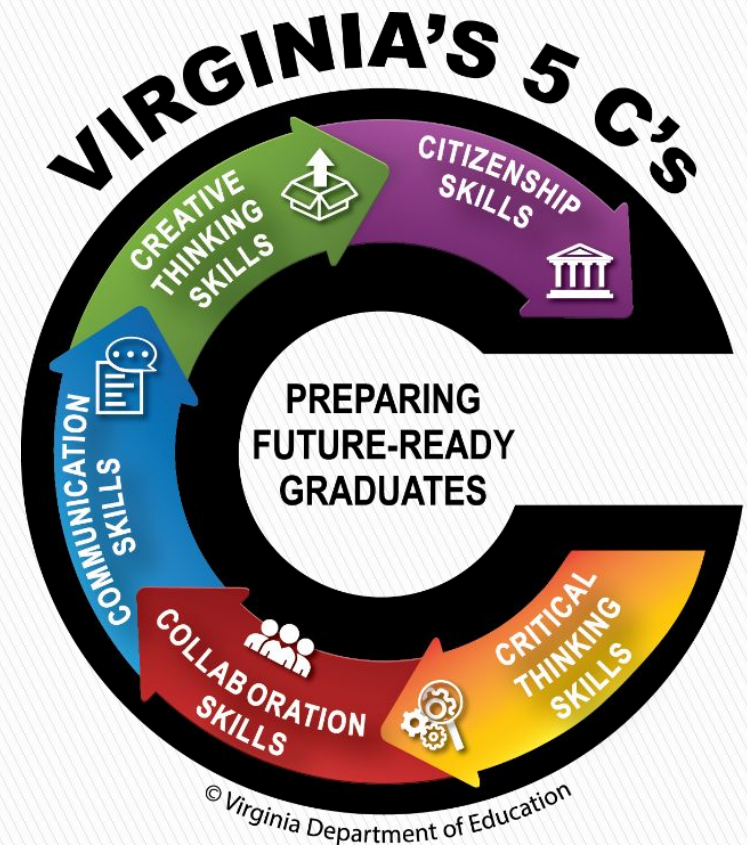 VIRGINIA'S 5 C's
CREATIVE
THINKING
SKILLS
CITIZENSHIP
SKILLS
COMMUNICATION
SKILLS
PREPARING
FUTURE-READY
GRADUATES
COLLABORATION
SKILLS
CRITICAL
THINKING
SKILLS
© Virginia Department of Education